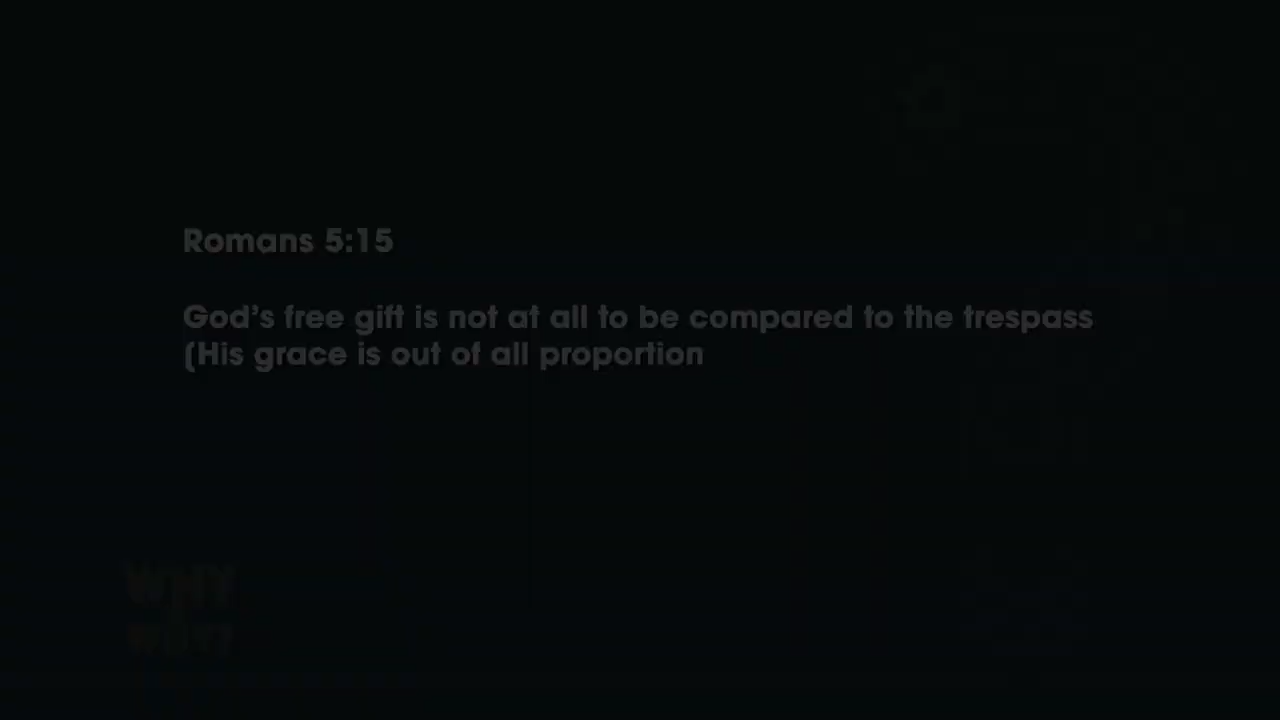 Romans 5:15
God's free gift is not at all to be compared to the trespass
(His grace is out of all proportion
WHY